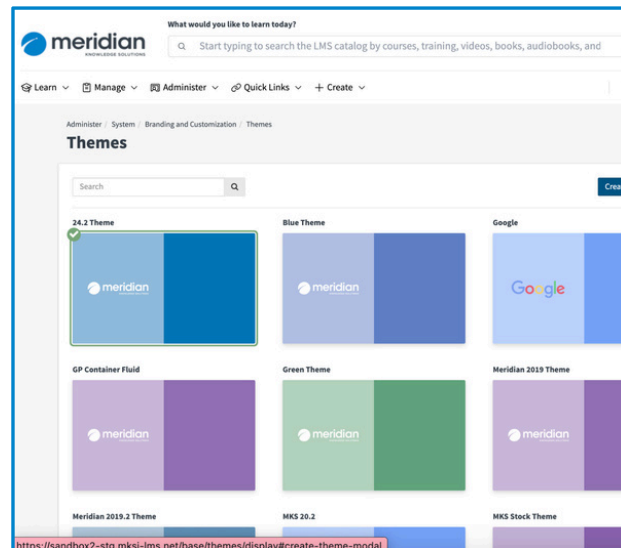 What would you like to learn today?
meridian
KNOWLEDGE SOLUTIONS
Start typing to search the LMS catalog by courses, training, videos, books, audiobooks, and
Learn Manage Administer Quick Links + Create
Administer / System / Branding and Customization / Themes
Themes
Search
Crea
24.2 Theme Blue Theme Google
meridian meridian Google
GP Container Fluid Green Theme Meridian 2019 Theme
meridian meridian meridian
Meridian 2019.2 Theme MKS 20.2 MKS Stock Theme
https://sandbox2-stg.mksi-lms.net/base/themes/display#create-theme-modal